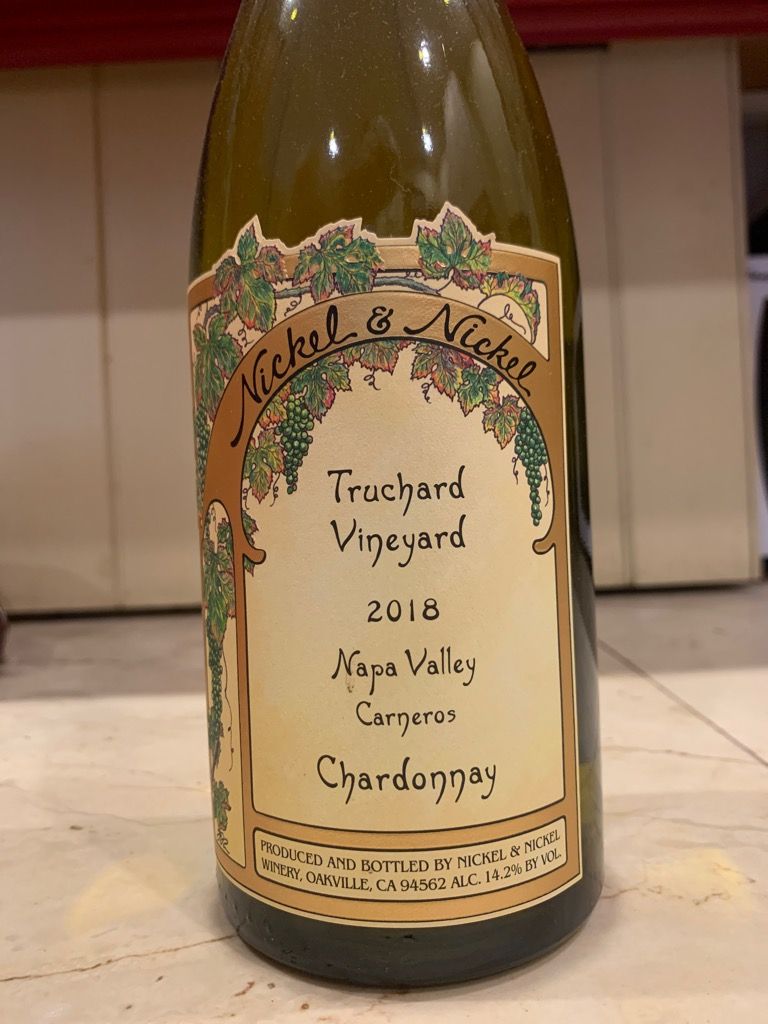 Nickel & Nickel
Truchard
Vineyard
2018
Napa Valley
Carneros
Chardonnay
PRODUCED AND BOTTLED BY NICKEL & NICKEL
WINERY, OAKVILLE, CA 94562 ALC. 14.2% BY VOL.